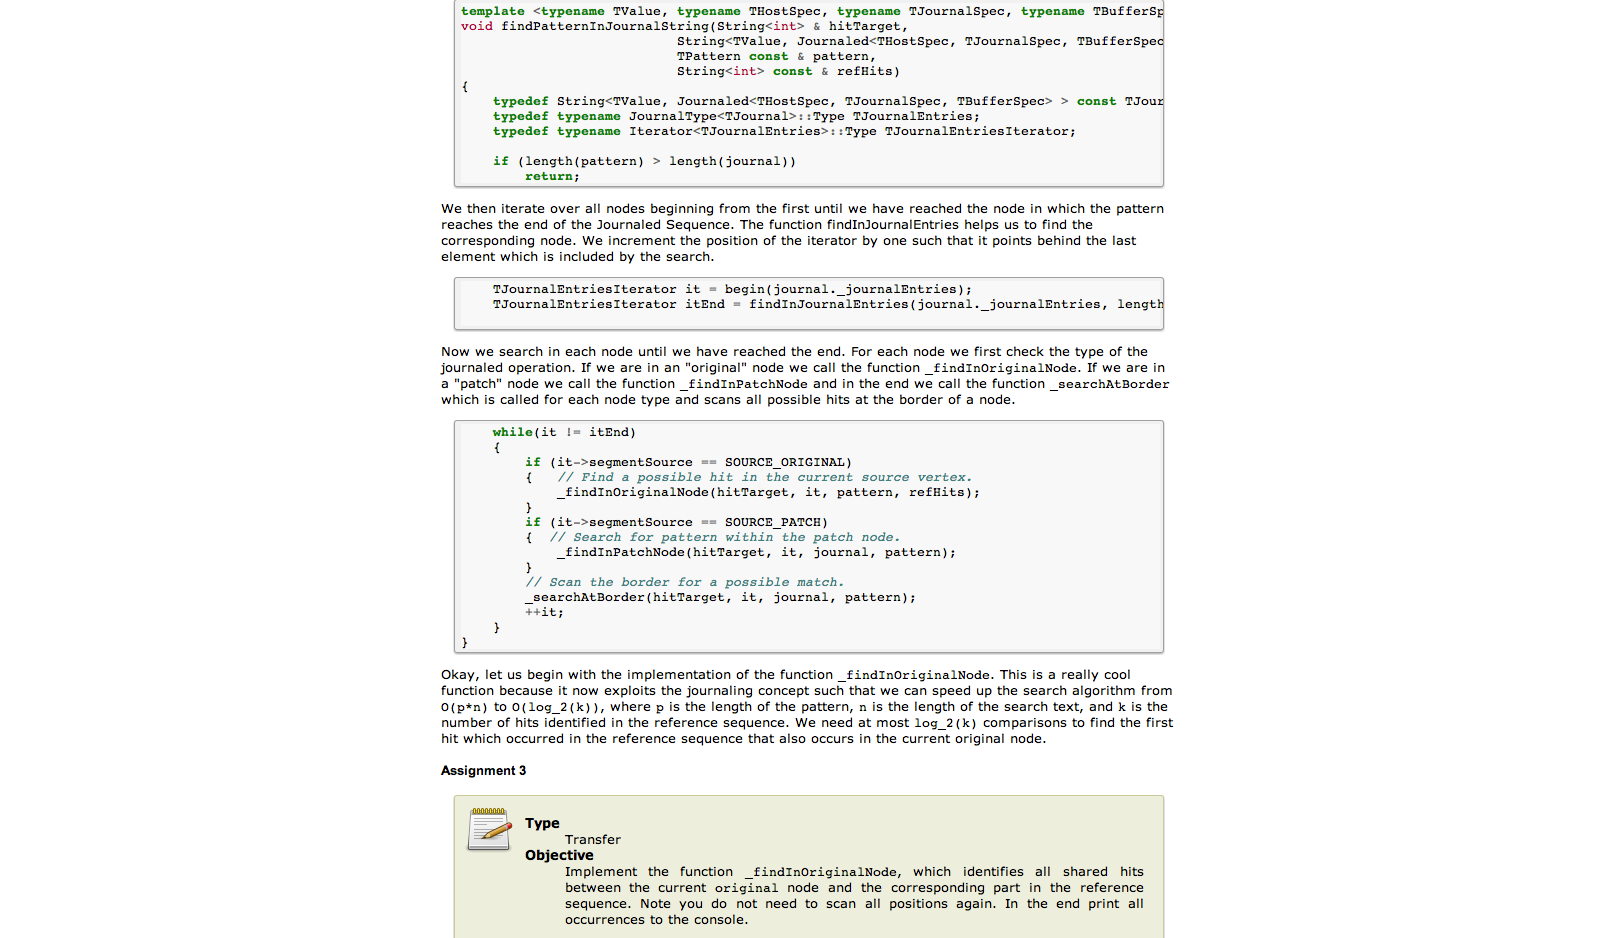 template <typename TValue, typename THostSpec, typename TJournalSpec, typename TBufferSp
void findPatternInJournalString(String<int> & hitTarget,
                           String<TValue, Journaled<THostSpec, TJournalSpec, TBufferSpec
                           TPattern const & pattern,
                           String<int> const & refHits)
{
    typedef String<TValue, Journaled<THostSpec, TJournalSpec, TBufferSpec> > const TJour
    typedef typename JournalType<TJournal>::Type TJournalEntries;
    typedef typename Iterator<TJournalEntries>::Type TJournalEntriesIterator;
    if (length(pattern) > length(journal))
        return;
We then iterate over all nodes beginning from the first until we have reached the node in which the pattern
reaches the end of the Journaled Sequence. The function findInJournalEntries helps us to find the
corresponding node. We increment the position of the iterator by one such that it points behind the last
element which is included by the search.
    TJournalEntriesIterator it = begin(journal._journalEntries);
    TJournalEntriesIterator itEnd = findInJournalEntries(journal._journalEntries, length
Now we search in each node until we have reached the end. For each node we first check the type of the
journaled operation. If we are in an "original" node we call the function _findInOriginalNode. If we are in
a "patch" node we call the function _findInPatchNode and in the end we call the function _searchAtBorder
which is called for each node type and scans all possible hits at the border of a node.
    while(it != itEnd)
    {
        if (it->segmentSource == SOURCE_ORIGINAL)
        {   // Find a possible hit in the current source vertex.
            _findInOriginalNode(hitTarget, it, pattern, refHits);
        }
        if (it->segmentSource == SOURCE_PATCH)
        {  // Search for pattern within the patch node.
            _findInPatchNode(hitTarget, it, journal, pattern);
        }
        // Scan the border for a possible match.
        _searchAtBorder(hitTarget, it, journal, pattern);
        ++it;
    }
}
Okay, let us begin with the implementation of the function _findInOriginalNode. This is a really cool
function because it now exploits the journaling concept such that we can speed up the search algorithm from
O(p*n) to O(log_2(k)), where p is the length of the pattern, n is the length of the search text, and k is the
number of hits identified in the reference sequence. We need at most log_2(k) comparisons to find the first
hit which occurred in the reference sequence that also occurs in the current original node.
Assignment 3
Type
Transfer
Objective
Implement the function _findInOriginalNode, which identifies all shared hits
between the current original node and the corresponding part in the reference
sequence. Note you do not need to scan all positions again. In the end print all
occurrences to the console.